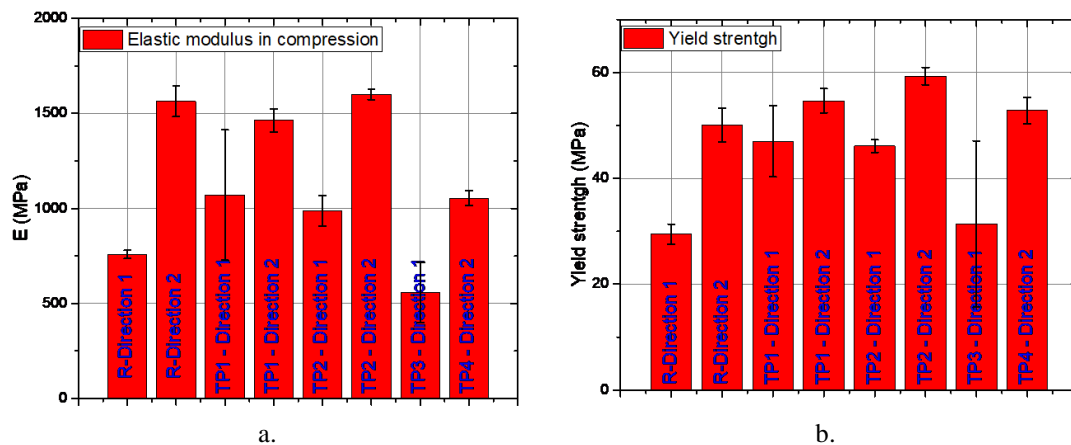 2000
1500
1000
500
0
E (MPa)
Elastic modulus in compression
R-Direction 1
R-Direction 2
TP1 - Direction 1
TP1 - Direction 2
TP2 - Direction 1
TP2 - Direction 2
TP3 - Direction 1
TP4 - Direction 2
a.
60
40
20
0
Yield strentgh (MPa)
Yield strentgh
R-Direction 1
R-Direction 2
TP1 - Direction 1
TP1 - Direction 2
TP2 - Direction 1
TP2 - Direction 2
TP3 - Direction 1
TP4 - Direction 2
b.